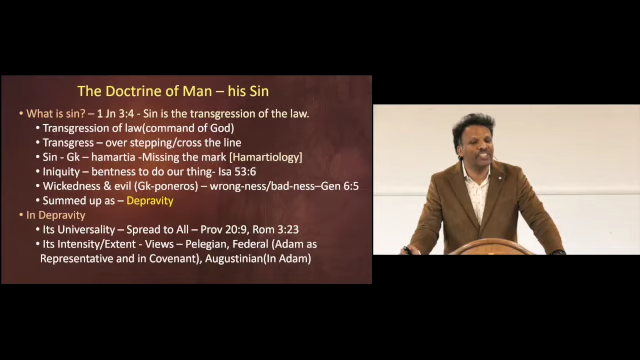 The Doctrine of Man – his Sin
• What is sin? – 1 Jn 3:4 - Sin is the transgression of the law.
• Transgression of law(command of God)
• Transgress – over stepping/cross the line
• Sin - Gk – hamartia -Missing the mark [Hamartiology]
• Iniquity – bentness to do our thing- Isa 53:6
• Wickedness & evil (Gk-poneros) – wrong-ness/bad-ness–Gen 6:5
• Summed up as – Depravity
• In Depravity
• Its Universality – Spread to All – Prov 20:9, Rom 3:23
• Its Intensity/Extent - Views – Pelegian, Federal (Adam as
Representative and in Covenant), Augustinian(In Adam)